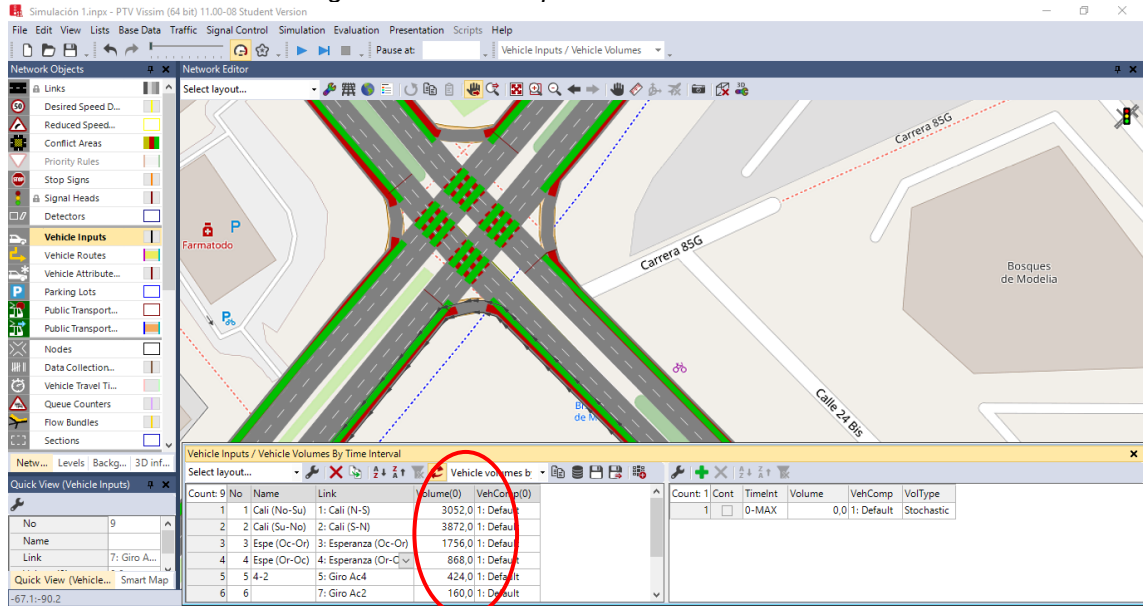 Simulación 1.inpx - PTV Vissim (64 bit) 11.00-08 Student Version
File Edit View Lists Base Data Traffic Signal Control Simulation Evaluation Presentation Scripts Help
Pause at: Vehicle Inputs / Vehicle Volumes
Network Objects
Network Editor
Select layout...
Links
Desired Speed D...
Reduced Speed...
Conflict Areas
Priority Rules
Stop Signs
Signal Heads
Detectors
Vehicle Inputs
Vehicle Routes
Vehicle Attribute...
Parking Lots
Public Transport...
Public Transport...
Nodes
Data Collection...
Vehicle Travel Ti...
Queue Counters
Flow Bundles
Sections
Netw... Levels Backg... 3D inf...
Farmatodo
P
P
Carrera 85G
Carrera 85G
Bosques
de Modelia
Calle 24 Bis
Quick View (Vehicle Inputs)
No 9
Name
Link 7: Giro A...
Quick View (Vehicle... Smart Map
-67.1:-90.2
Vehicle Inputs / Vehicle Volumes By Time Interval
Select layout... Vehicle volumes b
Count: 9 No Name Link Volume(0) VehComp(0)
1 1 Cali (No-Su) 1: Cali (N-S) 3052,0 1: Default
2 2 Cali (Su-No) 2: Cali (S-N) 3872,0 1: Default
3 3 Espe (Oc-Or) 3: Esperanza (Oc-Or) 1756,0 1: Default
4 4 Espe (Or-Oc) 4: Esperanza (Or-C 868,0 1: Default
5 5 4-2 5: Giro Ac4 424,0 1: Default
6 6 7: Giro Ac2 160,0 1: Default
Count: 1 Cont TimeInt Volume VehComp VolType
1 0-MAX 0,0 1: Default Stochastic